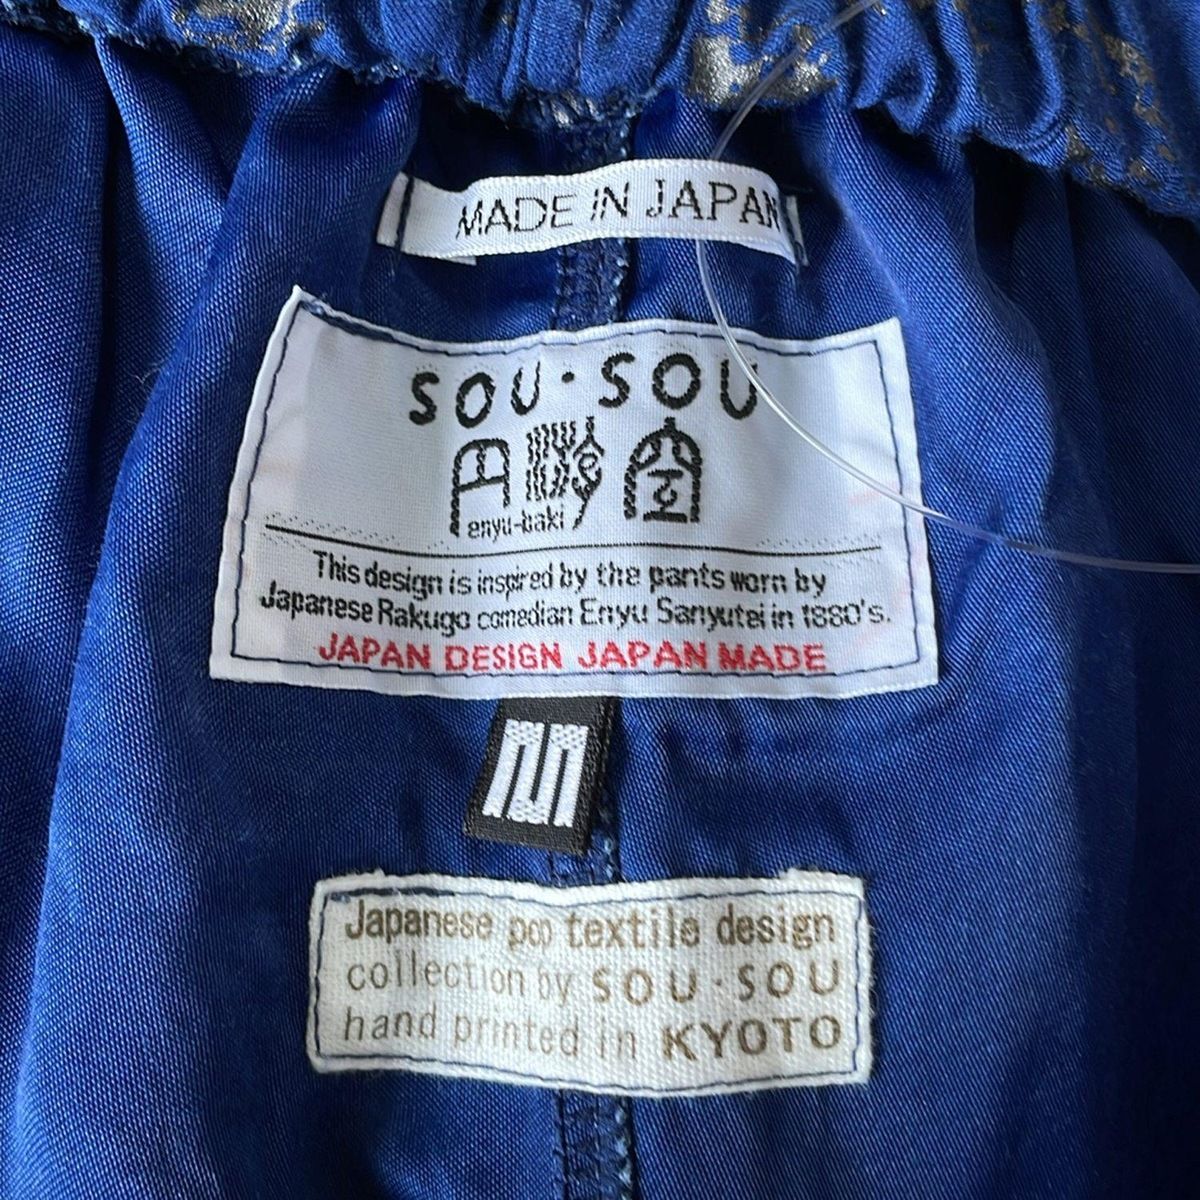 MADE IN JAPAN
SOU・SOU
enyu-baki
This design is inspired by the pants worn by
Japanese Rakugo comedian Enyu Sanyutei in 1880's.
JAPAN DESIGN JAPAN MADE
Japanese pop textile design
collection by SOU・SOU
hand printed in KYOTO